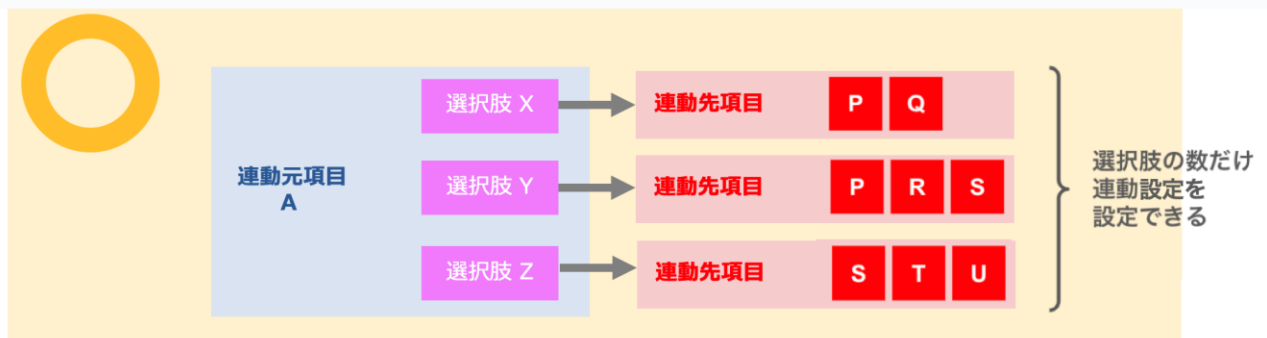 選択肢 X
連動先項目
P
Q
連動元項目
A
選択肢 Y
連動先項目
P
R
S
選択肢 Z
連動先項目
S
T
U
選択肢の数だけ
連動設定を
設定できる